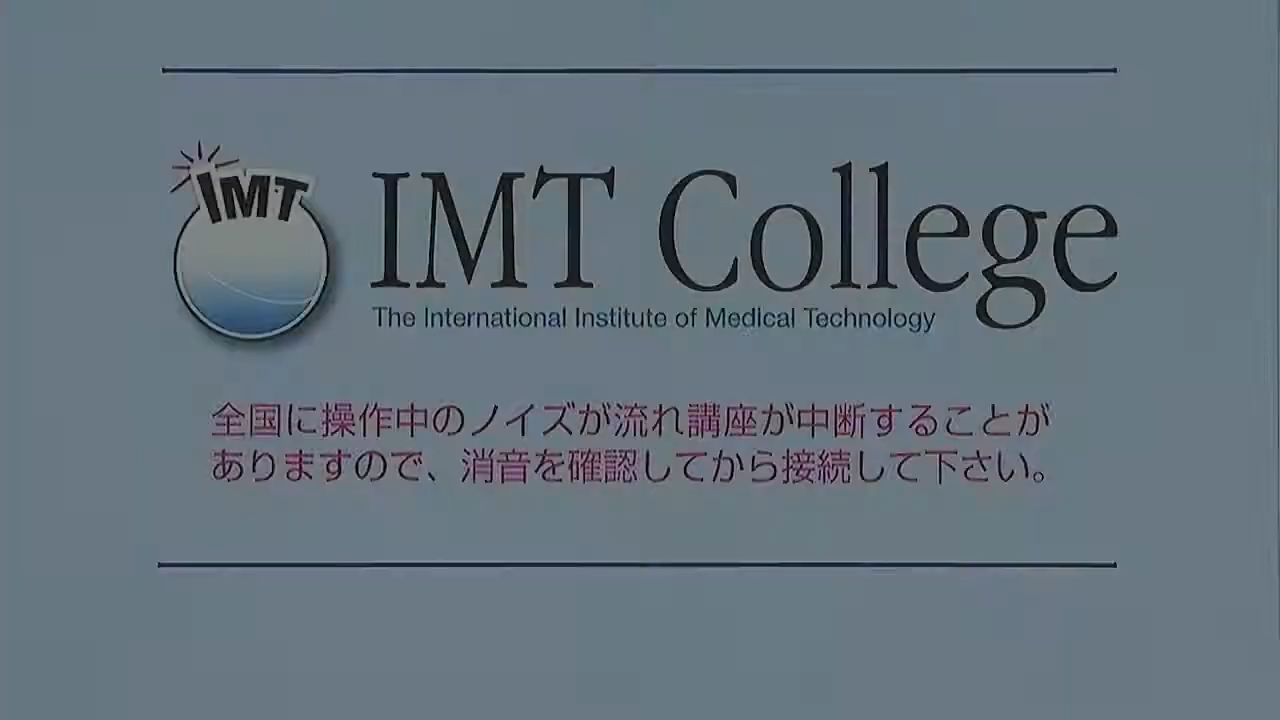 IMT
IMT College
The International Institute of Medical Technology
全国に操作中のノイズが流れ講座が中断することが
ありますので、消音を確認してから接続して下さい。